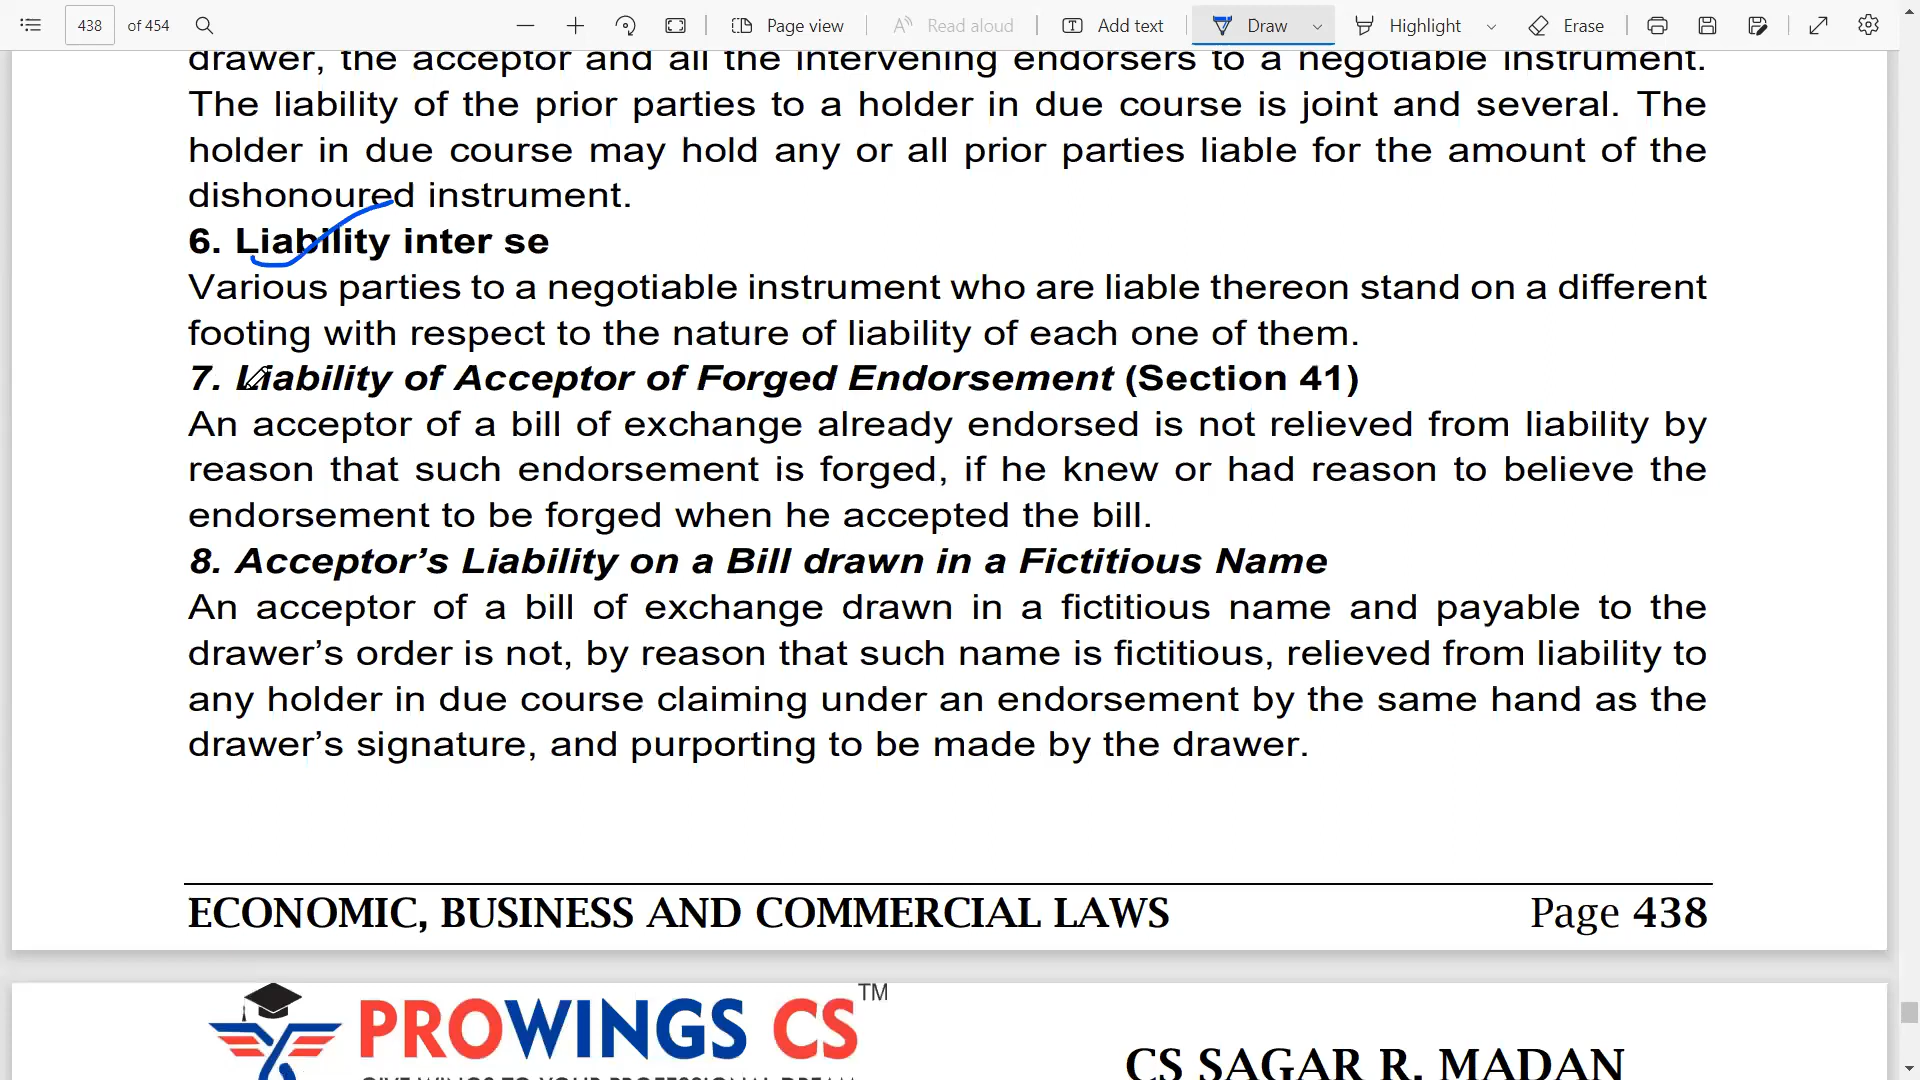 438 of 454 Page view Read aloud Add text Draw Highlight Erase
drawer, the acceptor and all the intervening endorsers to a negotiable instrument.
The liability of the prior parties to a holder in due course is joint and several. The
holder in due course may hold any or all prior parties liable for the amount of the
dishonoured instrument.
6. Liability inter se
Various parties to a negotiable instrument who are liable thereon stand on a different
footing with respect to the nature of liability of each one of them.
7. Liability of Acceptor of Forged Endorsement (Section 41)
An acceptor of a bill of exchange already endorsed is not relieved from liability by
reason that such endorsement is forged, if he knew or had reason to believe the
endorsement to be forged when he accepted the bill.
8. Acceptor’s Liability on a Bill drawn in a Fictitious Name
An acceptor of a bill of exchange drawn in a fictitious name and payable to the
drawer’s order is not, by reason that such name is fictitious, relieved from liability to
any holder in due course claiming under an endorsement by the same hand as the
drawer’s signature, and purporting to be made by the drawer.
ECONOMIC, BUSINESS AND COMMERCIAL LAWS Page 438
PROWINGS CS TM
GIVE WINGS TO YOUR PROFESSIONAL DREAM
CS SAGAR R. MADAN